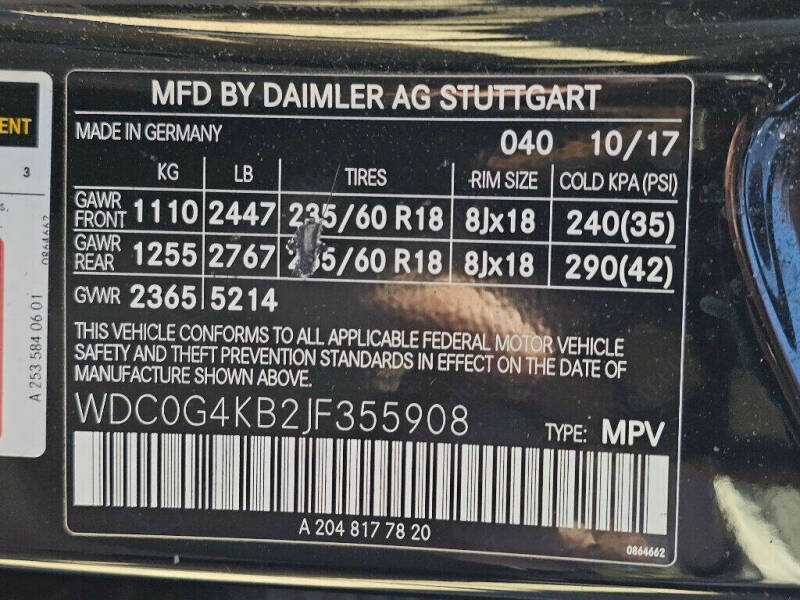 MFD BY DAIMLER AG STUTTGART
MADE IN GERMANY 040 10/17
KG LB TIRES RIM SIZE COLD KPA(PSI)
GAWR FRONT 1110 2447 235/60 R18 8Jx18 240(35)
GAWR REAR 1255 2767 5/60 R18 8Jx18 290(42)
GVWR 2365 5214
THIS VEHICLE CONFORMS TO ALL APPLICABLE FEDERAL MOTOR VEHICLE
SAFETY AND THEFT PREVENTION STANDARDS IN EFFECT ON THE DATE OF
MANUFACTURE SHOWN ABOVE.
WDC0G4KB2JF355908 TYPE: MPV
A 204 817 78 20
0864662
ENT
3
s.
0864662
A 253 584 06 01